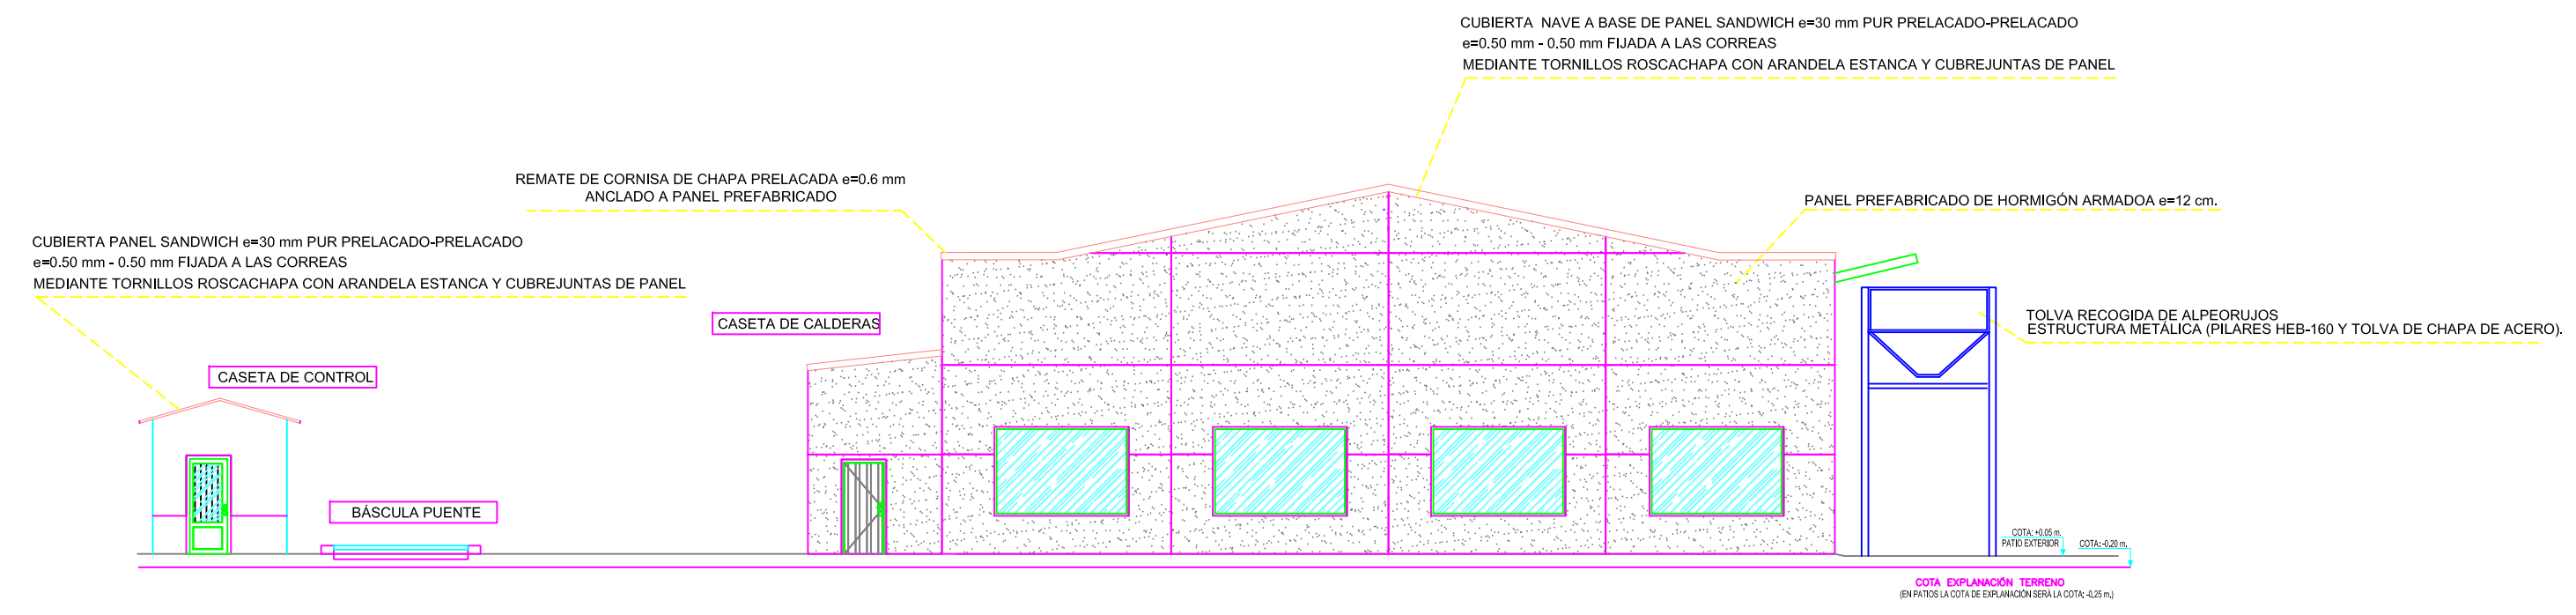 CUBIERTA NAVE A BASE DE PANEL SANDWICH e=30 mm PUR PRELACADO-PRELACADO
e=0.50 mm - 0.50 mm FIJADA A LAS CORREAS
MEDIANTE TORNILLOS ROSCACHAPA CON ARANDELA ESTANCA Y CUBREJUNTAS DE PANEL
REMATE DE CORNISA DE CHAPA PRELACADA e=0.6 mm
ANCLADO A PANEL PREFABRICADO
PANEL PREFABRICADO DE HORMIGÓN ARMADOA e=12 cm.
CUBIERTA PANEL SANDWICH e=30 mm PUR PRELACADO-PRELACADO
e=0.50 mm - 0.50 mm FIJADA A LAS CORREAS
MEDIANTE TORNILLOS ROSCACHAPA CON ARANDELA ESTANCA Y CUBREJUNTAS DE PANEL
CASETA DE CALDERAS
TOLVA RECOGIDA DE ALPEORUJOS
ESTRUCTURA METÁLICA (PILARES HEB-160 Y TOLVA DE CHAPA DE ACERO).
CASETA DE CONTROL
BÁSCULA PUENTE
COTA: +0.05 m.
PATIO EXTERIOR
COTA: -0.20 m.
COTA EXPLANACIÓN TERRENO
(EN PATIOS LA COTA DE EXPLANACIÓN SERÁ LA COTA: -0,25 m.)